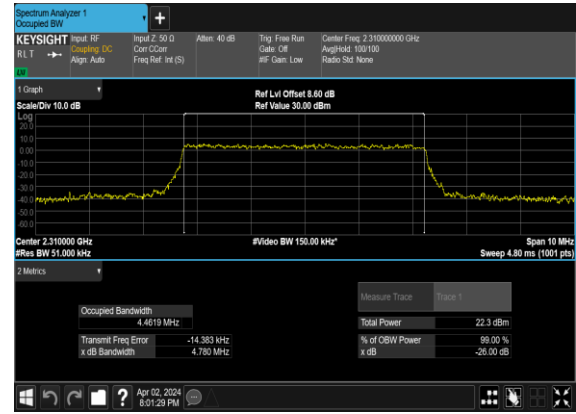 Spectrum Analyzer 1
Occupied BW
+
KEYSIGHT
RLT
Input: RF
Coupling: DC
Align: Auto
Input Z: 50 Ω
Corr CCorr
Freq Ref: Int (S)
Atten: 40 dB
Trig: Free Run
Gate: Off
#IF Gain: Low
Center Freq: 2.310000000 GHz
Avg|Hold: 100/100
Radio Std: None
1 Graph
Scale/Div 10.0 dB
Ref Lvl Offset 8.60 dB
Ref Value 30.00 dBm
Log
20.0
10.0
0.00
-10.0
-20.0
-30.0
-40.0
-50.0
-60.0
Center 2.310000 GHz
#Res BW 51.000 kHz
#Video BW 150.00 kHz*
Span 10 MHz
Sweep 4.80 ms (1001 pts)
2 Metrics
Measure Trace
Trace 1
Occupied Bandwidth
4.4619 MHz
Total Power
22.3 dBm
Transmit Freq Error
-14.383 kHz
% of OBW Power
99.00 %
x dB Bandwidth
4.780 MHz
x dB
-26.00 dB
?
Apr 02, 2024
8:01:29 PM